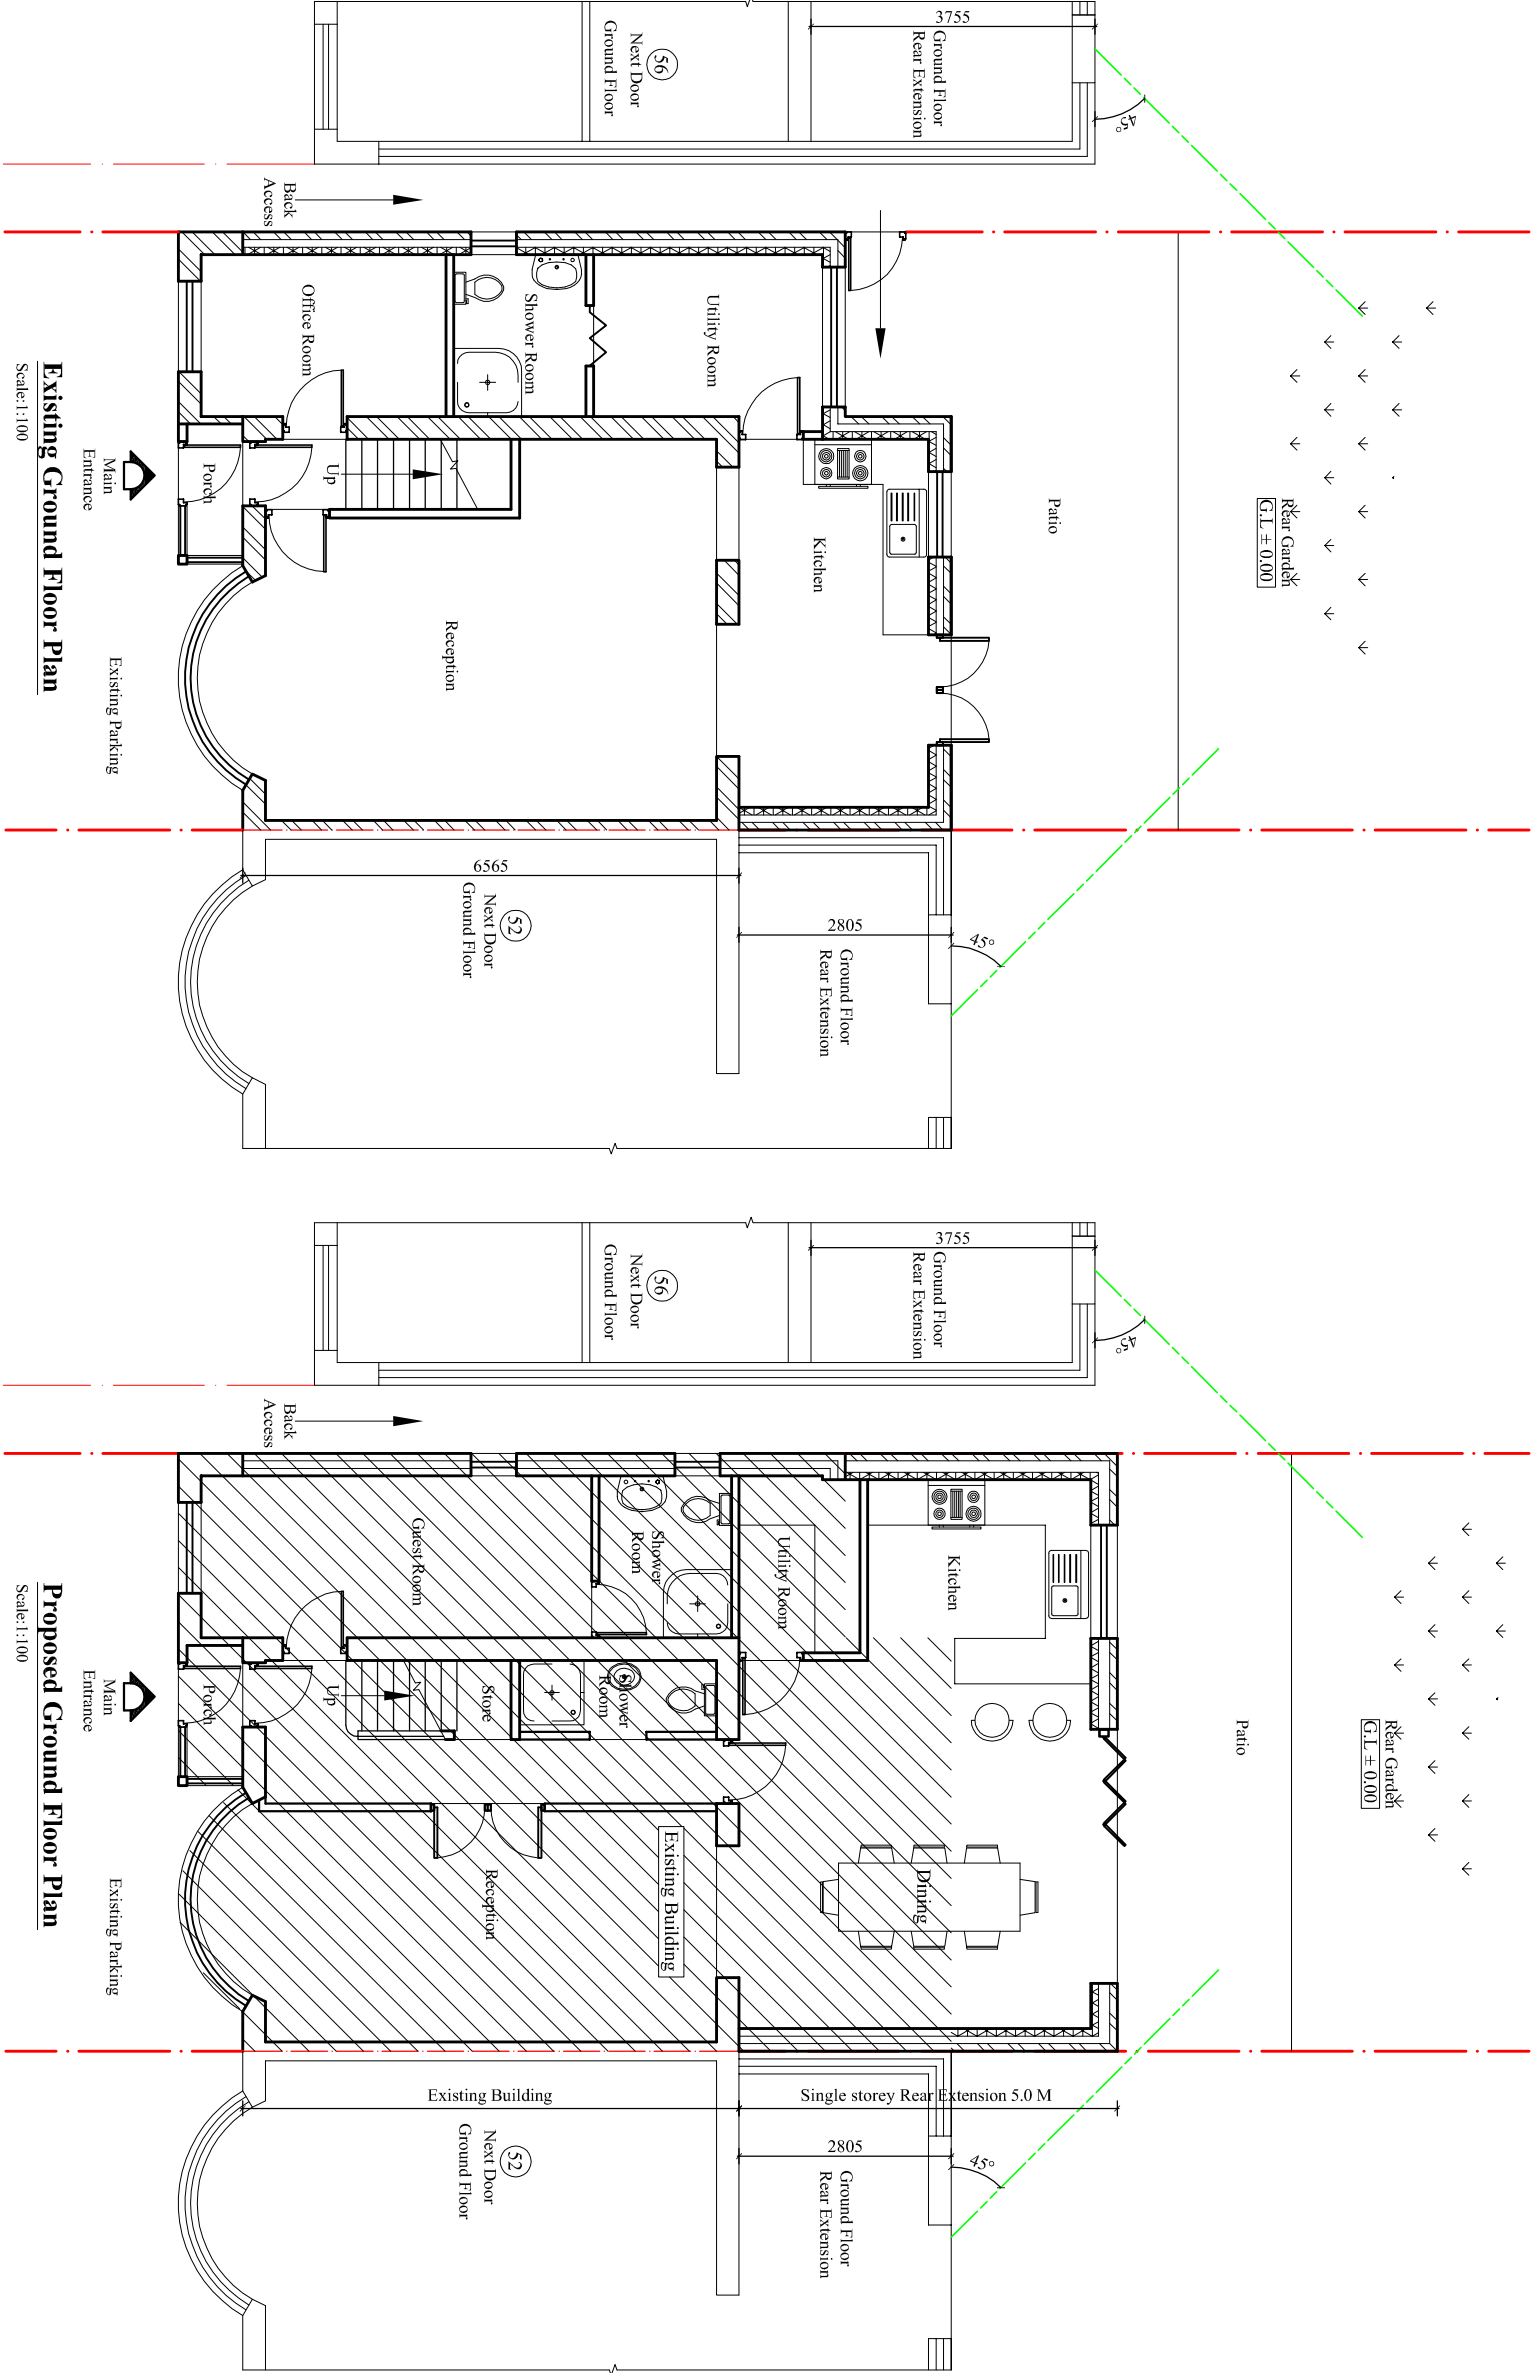 3755
Ground Floor
Rear Extension
45°
56
Next Door
Ground Floor
Back
Access
Office Room
Shower Room
Utility Room
Up
Porch
Kitchen
Reception
Patio
Rear Garden
G.L ± 0.00
Main
Entrance
Existing Parking
6565
52
Next Door
Ground Floor
2805
45°
Ground Floor
Rear Extension
Existing Ground Floor Plan
Scale:1:100
3755
Ground Floor
Rear Extension
45°
56
Next Door
Ground Floor
Back
Access
Guest Room
Shower
Room
Utility Room
Kitchen
Up
Store
Shower
Room
Porch
Reception
Existing Building
Dining
Patio
Rear Garden
G.L ± 0.00
Main
Entrance
Existing Parking
Existing Building
Single storey Rear Extension 5.0 M
52
Next Door
Ground Floor
2805
45°
Ground Floor
Rear Extension
Proposed Ground Floor Plan
Scale:1:100